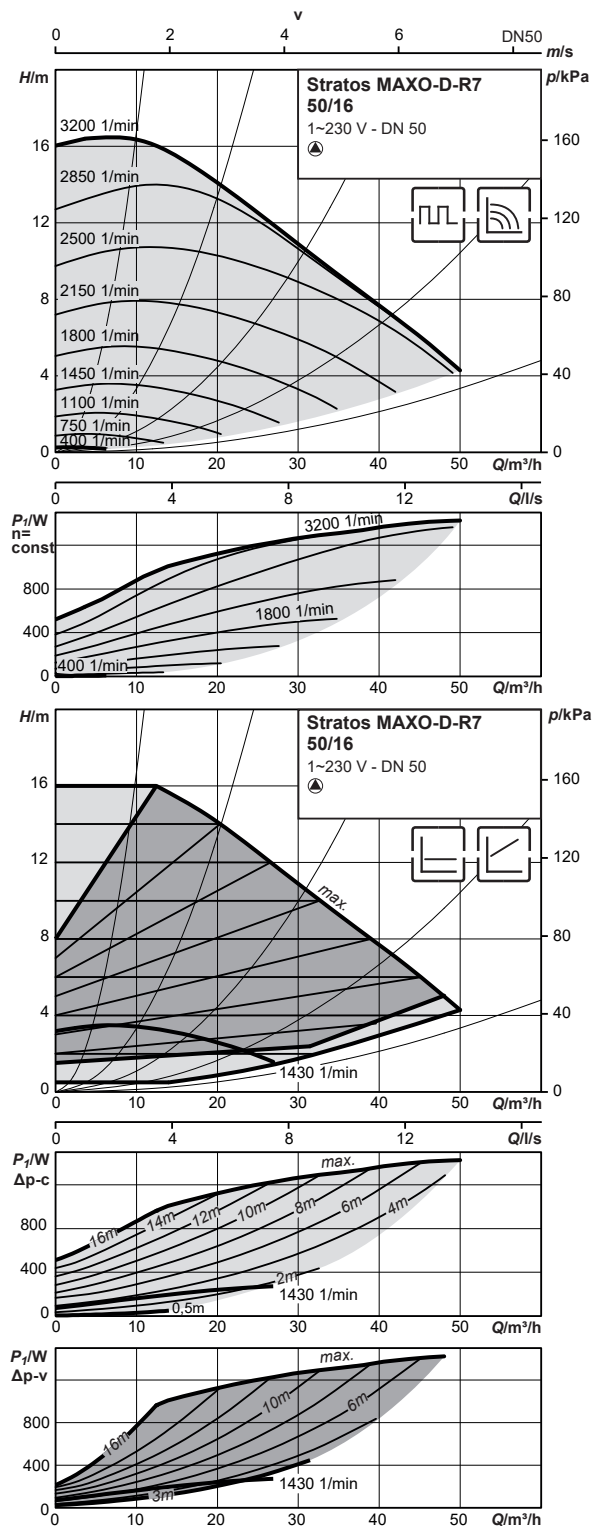 v
0 2 4 6 DN50
m/s
H/m p/kPa
Stratos MAXO-D-R7
50/16
1~230 V - DN 50
3200 1/min
16 160
2850 1/min
12 120
2500 1/min
2150 1/min
8 80
1800 1/min
1450 1/min
4 40
1100 1/min
750 1/min
400 1/min
0 0
0 10 20 30 40 50
Q/m³/h
0 4 8 12 Q/l/s
P₁/W
n=
const
3200 1/min
800
1800 1/min
400
400 1/min
0
0 10 20 30 40 50
Q/m³/h
H/m p/kPa
Stratos MAXO-D-R7
50/16
1~230 V - DN 50
16 160
12 120
max.
8 80
4 40
1430 1/min
0 0
0 10 20 30 40 50
Q/m³/h
0 4 8 12 Q/l/s
P₁/W
Δp-c
max.
16m 14m 12m 10m 8m 6m 4m
800
400
2m
1430 1/min
0,5m
0
0 10 20 30 40 50
Q/m³/h
P₁/W
Δp-v
max.
16m 10m 6m
800
400
1430 1/min
3m
0
0 10 20 30 40 50
Q/m³/h